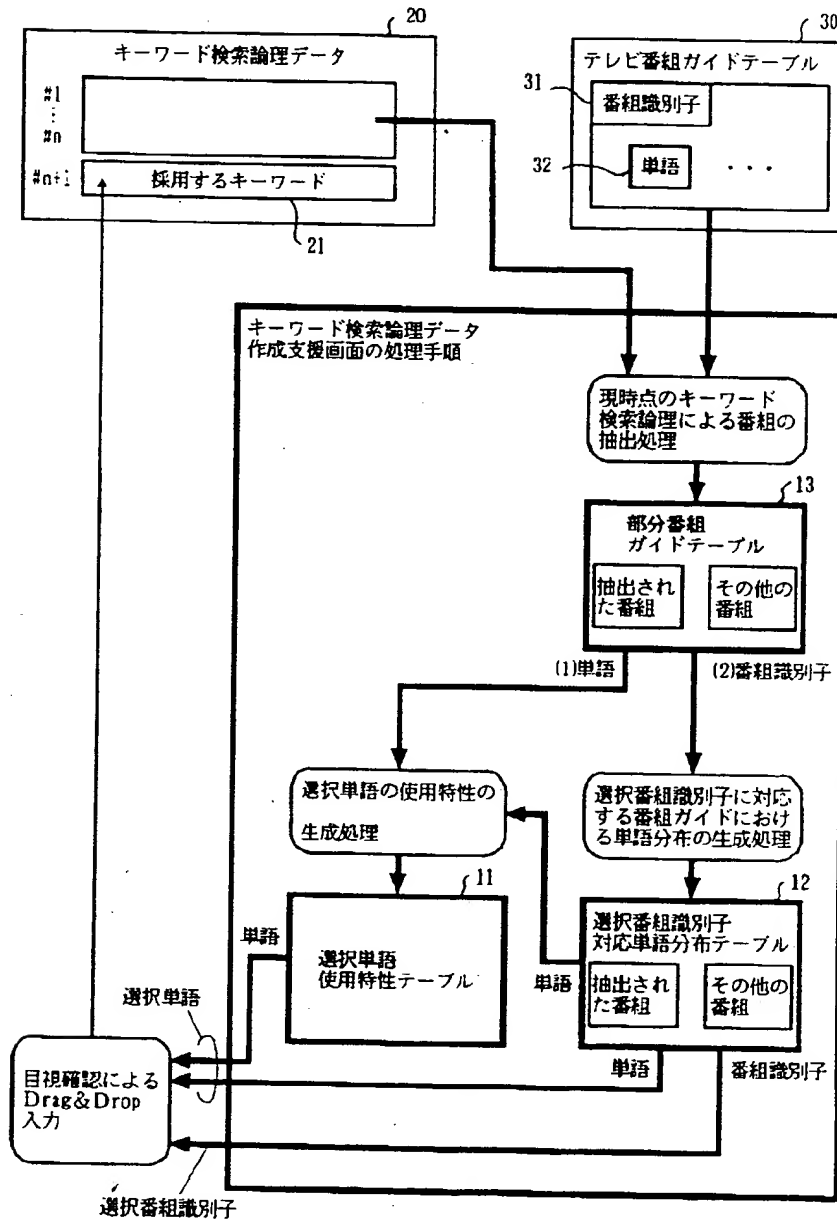 20
キーワード検索論理データ
#1
⋮
#n
#n+1
採用するキーワード
21
30
テレビ番組ガイドテーブル
31
番組識別子
32
単語
・・・
キーワード検索論理データ
作成支援画面の処理手順
現時点のキーワード
検索論理による番組の
抽出処理
13
部分番組
ガイドテーブル
抽出され
た番組
その他の
番組
(1)単語
(2)番組識別子
選択単語の使用特性の
生成処理
選択番組識別子に対応
する番組ガイドにおけ
る単語分布の生成処理
11
選択単語
使用特性テーブル
12
選択番組識別子
対応単語分布テーブル
抽出され
た番組
その他の
番組
単語
単語
選択単語
単語
番組識別子
目視確認による
Drag&Drop
入力
選択番組識別子